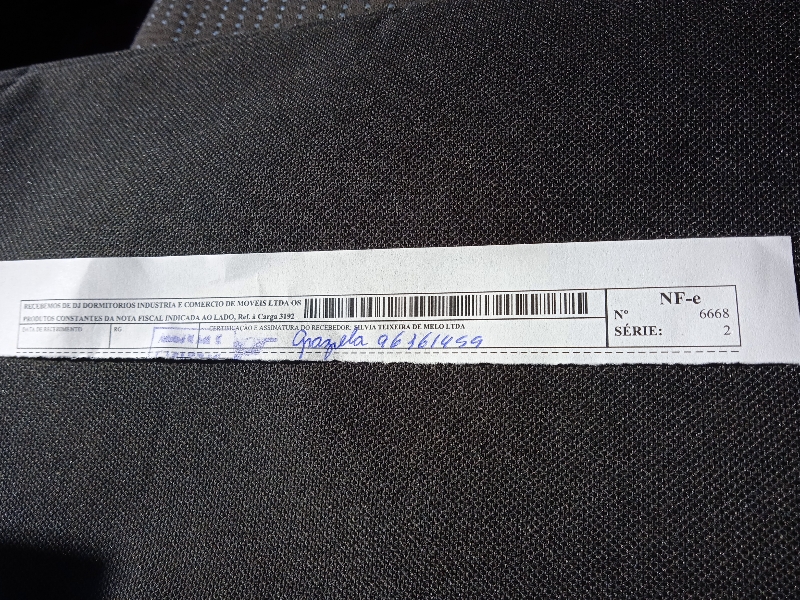 RECEBEMOS DE DJ DORMITORIOS INDUSTRIA E COMERCIO DE MOVEIS LTDA OS
PRODUTOS CONSTANTES DA NOTA FISCAL INDICADA AO LADO, Ref. à Carga 3192
DATA DE RECEBIMENTO
RG
CERTIFICAÇÃO E ASSINATURA DO RECEBEDOR: SILVIA TEIXEIRA DE MELO LTDA
Graziela 96361459
NF-e
Nº 6668
SÉRIE: 2